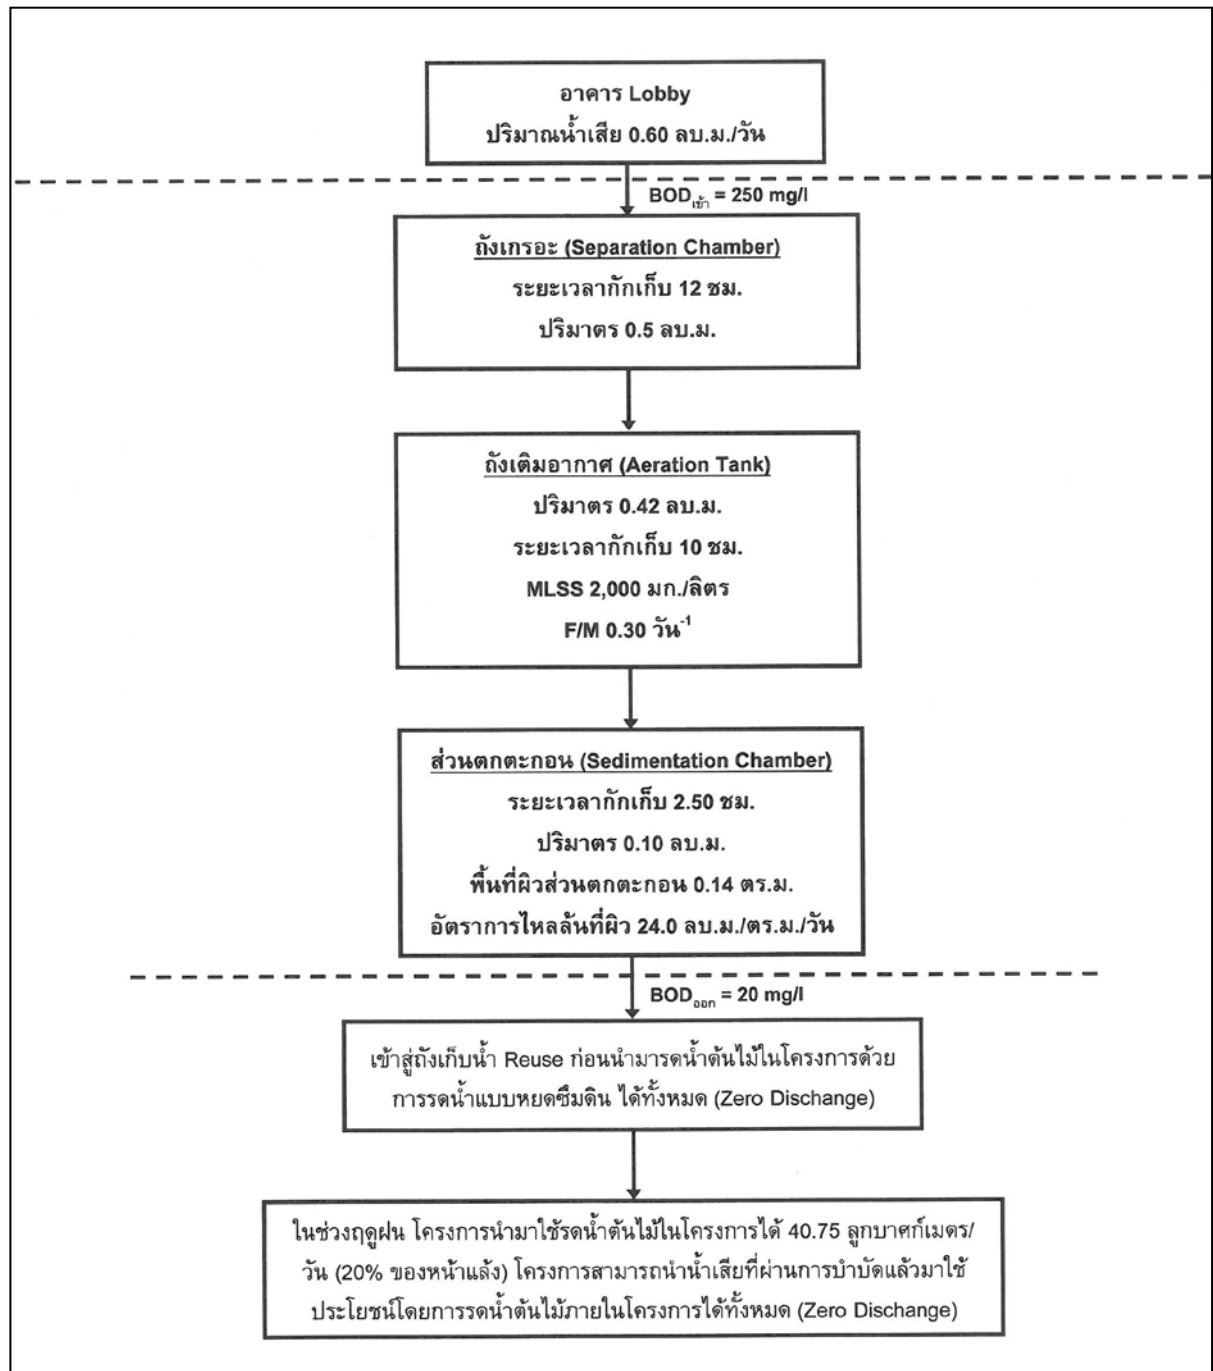 อาคาร Lobby
ปริมาณน้ำเสีย 0.60 ลบ.ม./วัน
BODเข้า = 250 mg/l
ถังเกรอะ (Separation Chamber)
ระยะเวลากักเก็บ 12 ชม.
ปริมาตร 0.5 ลบ.ม.
ถังเติมอากาศ (Aeration Tank)
ปริมาตร 0.42 ลบ.ม.
ระยะเวลากักเก็บ 10 ชม.
MLSS 2,000 มก./ลิตร
F/M 0.30 วัน⁻¹
ส่วนตกตะกอน (Sedimentation Chamber)
ระยะเวลากักเก็บ 2.50 ชม.
ปริมาตร 0.10 ลบ.ม.
พื้นที่ผิวส่วนตกตะกอน 0.14 ตร.ม.
อัตราการไหลล้นที่ผิว 24.0 ลบ.ม./ตร.ม./วัน
BODออก = 20 mg/l
เข้าสู่ถังเก็บน้ำ Reuse ก่อนนำมารดน้ำต้นไม้ในโครงการด้วย
การรดน้ำแบบหยดซึมดิน ได้ทั้งหมด (Zero Discharge)
ในช่วงฤดูฝน โครงการนำมาใช้รดน้ำต้นไม้ในโครงการได้ 40.75 ลูกบาศก์เมตร/
วัน (20% ของหน้าแล้ง) โครงการสามารถนำน้ำเสียที่ผ่านการบำบัดแล้วมาใช้
ประโยชน์โดยการรดน้ำต้นไม้ภายในโครงการได้ทั้งหมด (Zero Discharge)